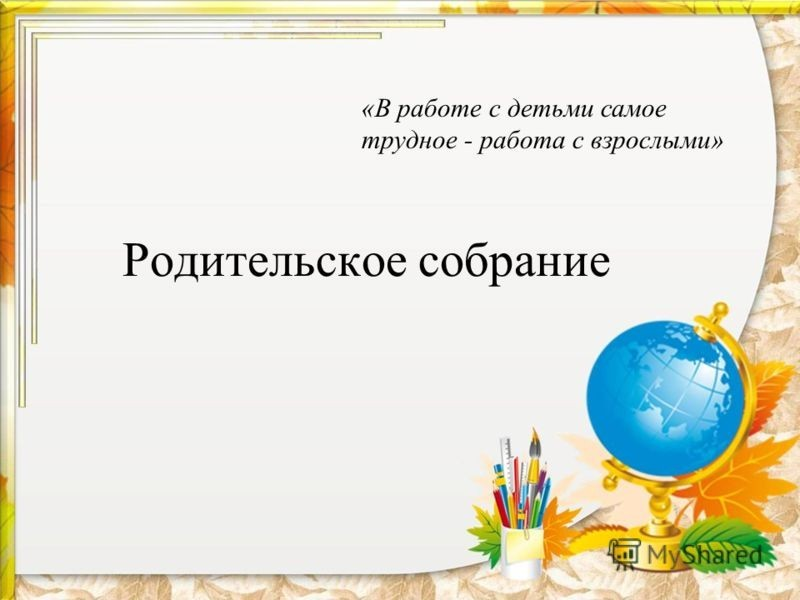 «В работе с детьми самое
трудное - работа с взрослыми»
Родительское собрание
MyShared